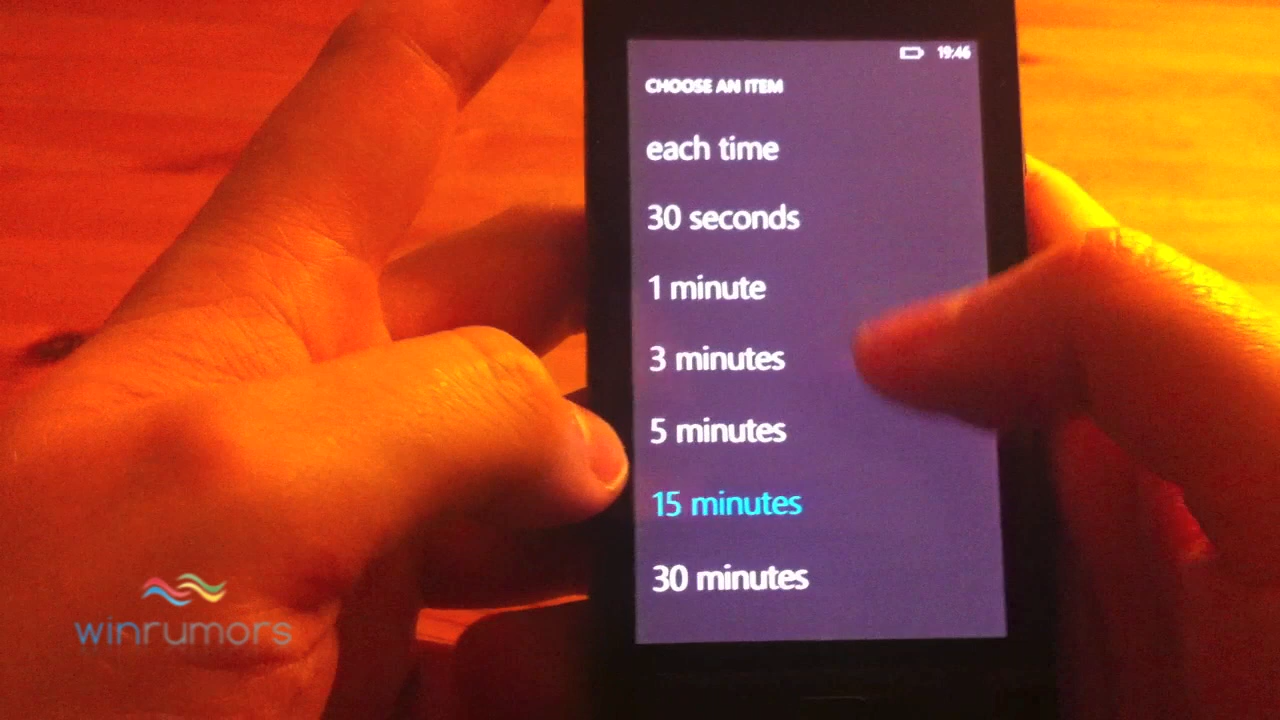 19:46
CHOOSE AN ITEM
each time
30 seconds
1 minute
3 minutes
5 minutes
15 minutes
30 minutes
winrumors